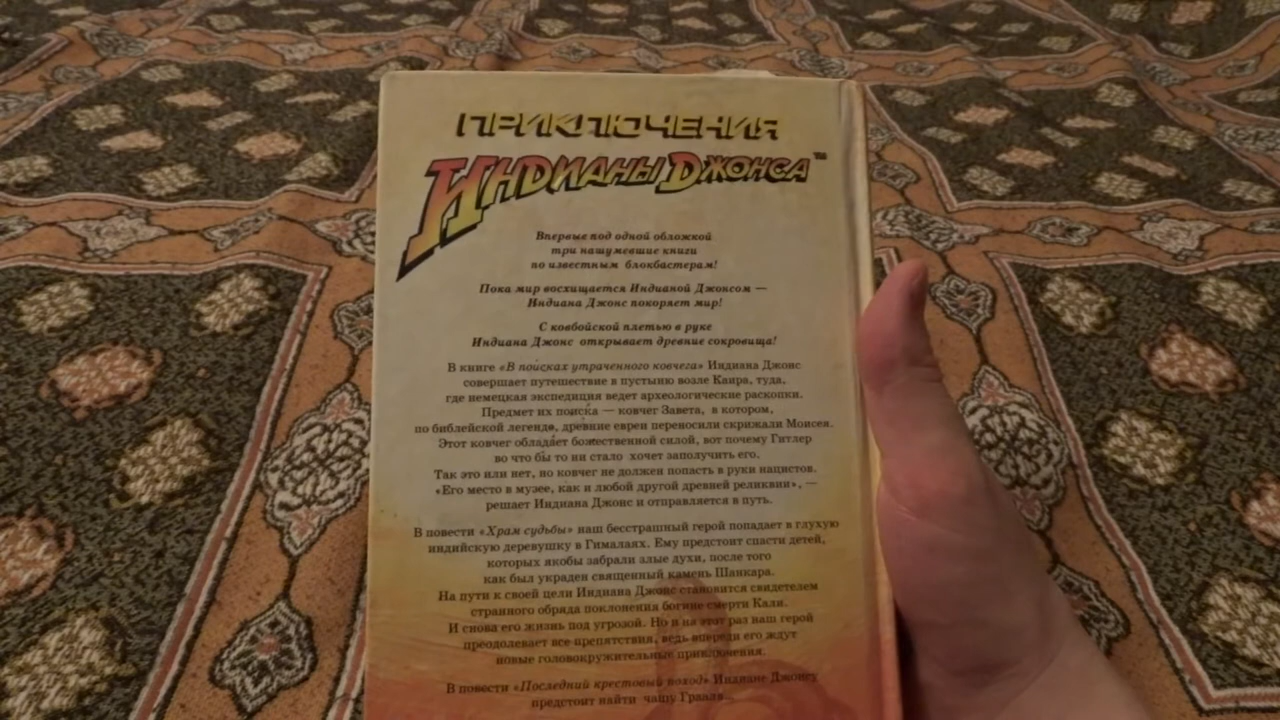 ПРИКЛЮЧЕНИЯ
ИНДИАНЫ ДЖОНСА™
Впервые под одной обложкой
три нашумевшие книги
по известным блокбастерам!
Пока мир восхищается Индианой Джонсом —
Индиана Джонс покоряет мир!
С ковбойской плетью в руке
Индиана Джонс открывает древние сокровища!
В книге «В поисках утраченного ковчега» Индиана Джонс
совершает путешествие в пустыню возле Каира, туда,
где немецкая экспедиция ведет археологические раскопки.
Предмет их поиска — ковчег Завета, в котором,
по библейской легенде, древние евреи переносили скрижали Моисея.
Этот ковчег обладает божественной силой, вот почему Гитлер
во что бы то ни стало хочет заполучить его.
Так это или нет, но ковчег не должен попасть в руки нацистов.
«Его место в музее, как и любой другой древней реликвии», —
решает Индиана Джонс и отправляется в путь.
В повести «Храм судьбы» наш бесстрашный герой попадает в глухую
индийскую деревушку в Гималаях. Ему предстоит спасти детей,
которых якобы забрали злые духи, после того
как был украден священный камень Шанкара.
На пути к своей цели Индиана Джонс становится свидетелем
странного обряда поклонения богине смерти Кали.
И снова его жизнь под угрозой. Но и на этот раз наш герой
преодолевает все препятствия, ведь впереди его ждут
новые головокружительные приключения.
В повести «Последний крестовый поход» Индиане Джонсу
предстоит найти чашу Грааля...